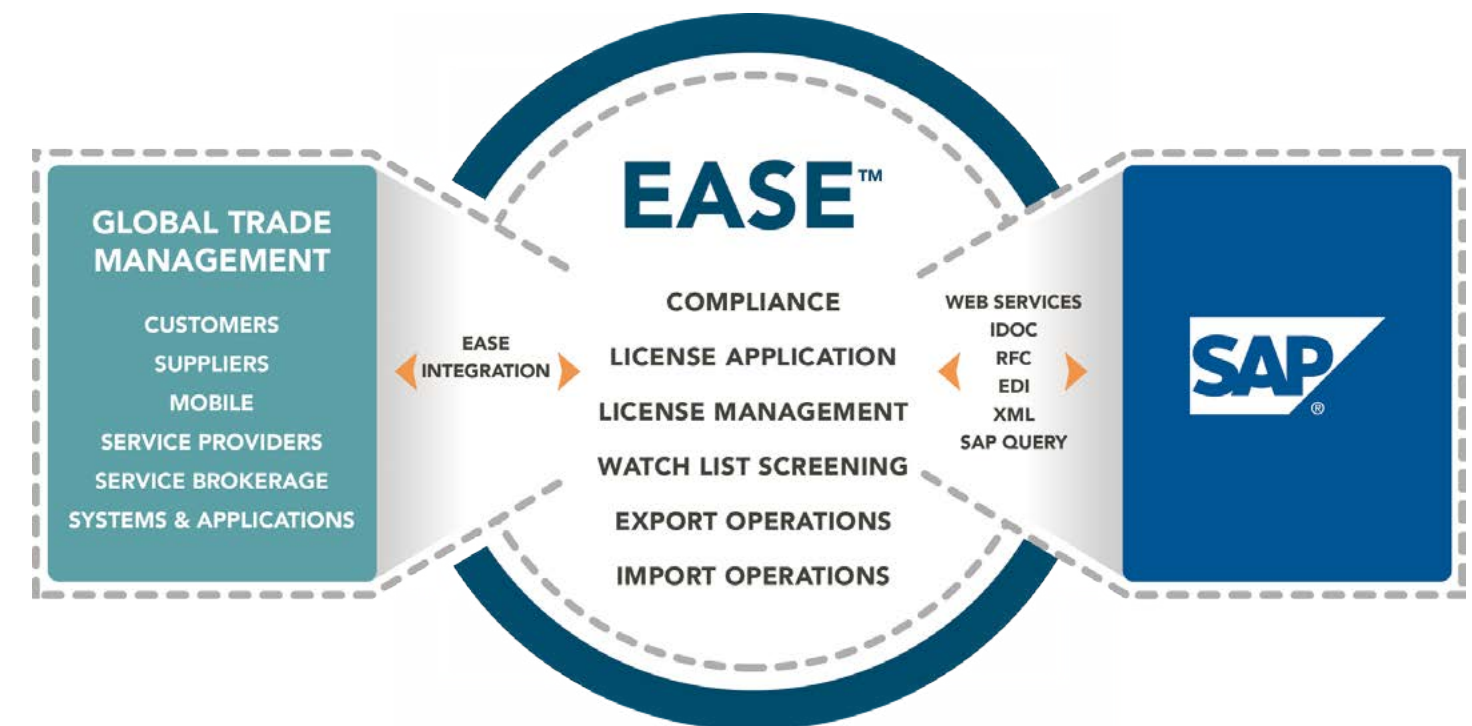 GLOBAL TRADE
MANAGEMENT
CUSTOMERS
SUPPLIERS
MOBILE
SERVICE PROVIDERS
SERVICE BROKERAGE
SYSTEMS & APPLICATIONS
EASE
INTEGRATION
EASE™
COMPLIANCE
LICENSE APPLICATION
LICENSE MANAGEMENT
WATCH LIST SCREENING
EXPORT OPERATIONS
IMPORT OPERATIONS
WEB SERVICES
IDOC
RFC
EDI
XML
SAP QUERY
SAP®